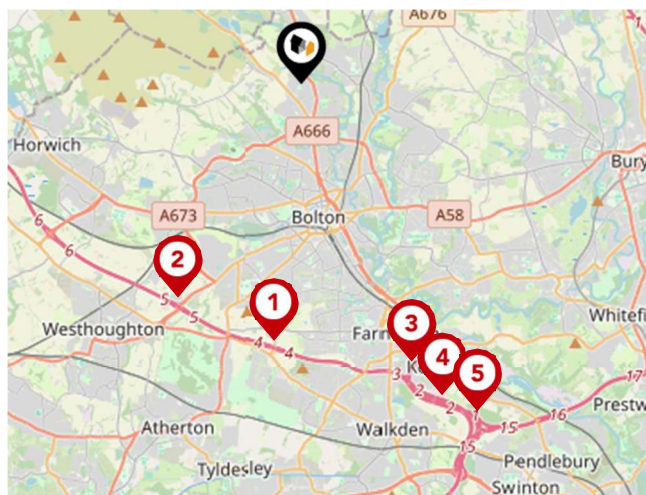 A676
A666
Horwich
Bury
A673
Bolton
A58
6
6
2
5
5
1
3
Westhoughton
Whitefi
4
4
4
5
3
17
2
2
1
16
Prestw
Atherton
Walkden
15
15
Pendlebury
Tyldesley
Swinton